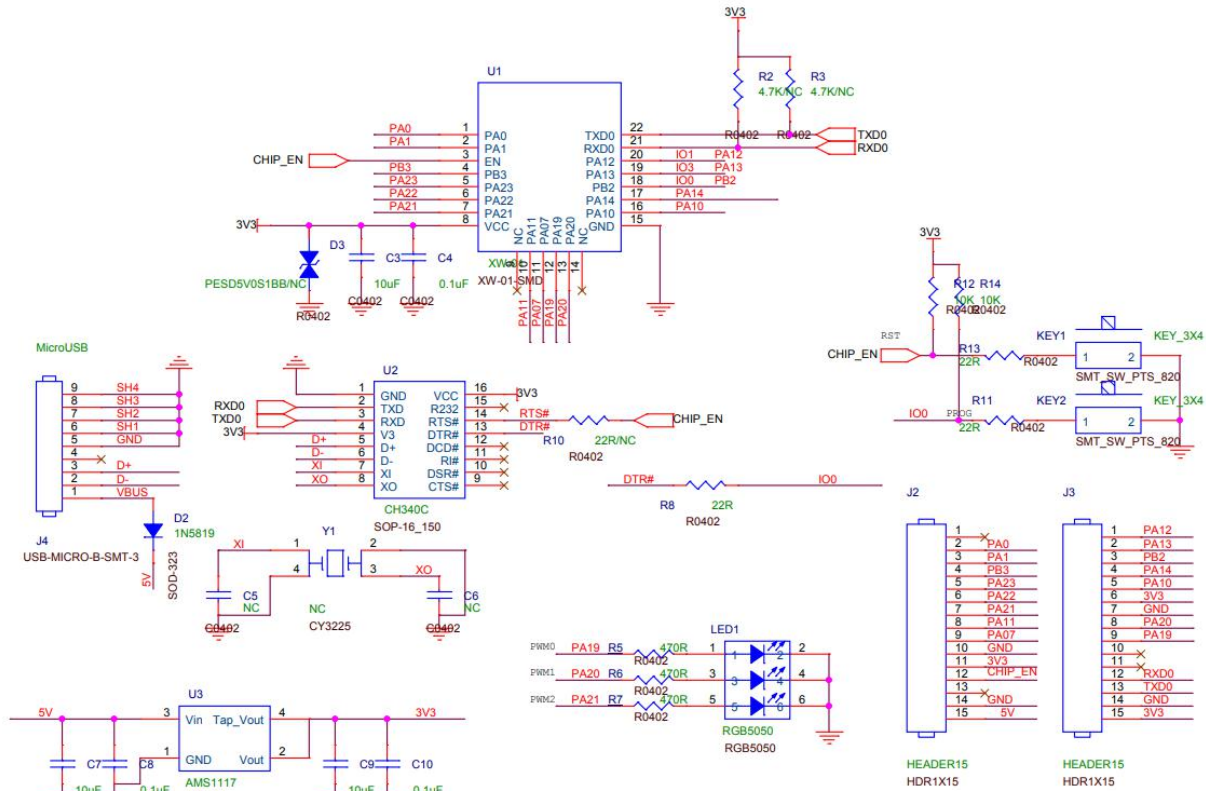 3V3
R2 R3
4.7K/NC 4.7K/NC
R0402 R0402
U1
PA0 1 PA0 TXD0 22 TXD0
PA1 2 PA1 RXD0 21 RXD0
CHIP_EN 3 EN PA12 20 IO1 PA12
PB3 4 PB3 PA13 19 IO3 PA13
PA23 5 PA23 PB2 18 IO0 PB2
PA22 6 PA22 PA14 17 PA14
PA21 7 PA21 PA10 16 PA10
3V3 8 VCC GND 15
NC PA11 PA07 PA19 PA20 NC
9 10 11 12 13 14
XW-01-SMD
PA11 PA07 PA19 PA20
D3 C3 C4
PESD5V0S1BB/NC 10uF 0.1uF
R0402 C0402 C0402
3V3
R12 R14
10K 10K
R0402 R0402
RST
CHIP_EN R13 22R R0402 KEY1 1 2 KEY_3X4
SMT_SW_PTS_820
IO0 PROG R11 22R R0402 KEY2 1 2 KEY_3X4
SMT_SW_PTS_820
MicroUSB
9 SH4
8 SH3
7 SH2
6 SH1
5 GND
4
3 D+
2 D-
1 VBUS
J4
USB-MICRO-B-SMT-3
D2
1N5819
SOD-323
5V
U2
1 GND VCC 16 3V3
RXD0 2 TXD R232 15
TXD0 3 RXD RTS# 14 RTS# CHIP_EN
3V3 4 V3 DTR# 13 DTR#
D+ 5 D+ DCD# 12
D- 6 D- RI# 11
XI 7 XI DSR# 10
XO 8 XO CTS# 9
CH340C
SOP-16_150
R10 22R/NC
R0402
DTR# IO0
R8 22R
R0402
Y1
XI 1 2
4 3 XO
C5 C6
NC NC NC
C0402 CY3225 C0402
LED1
PWM0 PA19 R5 470R 1 1 2 2
R0402
PWM1 PA20 R6 470R 3 3 4 4
R0402
PWM2 PA21 R7 470R 5 5 6 6
R0402
RGB5050
RGB5050
U3
5V 3 Vin Tap_Vout 4 3V3
1 GND Vout 2
AMS1117
C7 C8 C9 C10
10uF 0.1uF 10uF 0.1uF
J2
1
2 PA0
3 PA1
4 PB3
5 PA23
6 PA22
7 PA21
8 PA11
9 PA07
10 GND
11 3V3
12 CHIP_EN
13
14 GND
15 5V
HEADER15
HDR1X15
J3
1 PA12
2 PA13
3 PB2
4 PA14
5 PA10
6 3V3
7 GND
8 PA20
9 PA19
10
11
12 RXD0
13 TXD0
14 GND
15 3V3
HEADER15
HDR1X15